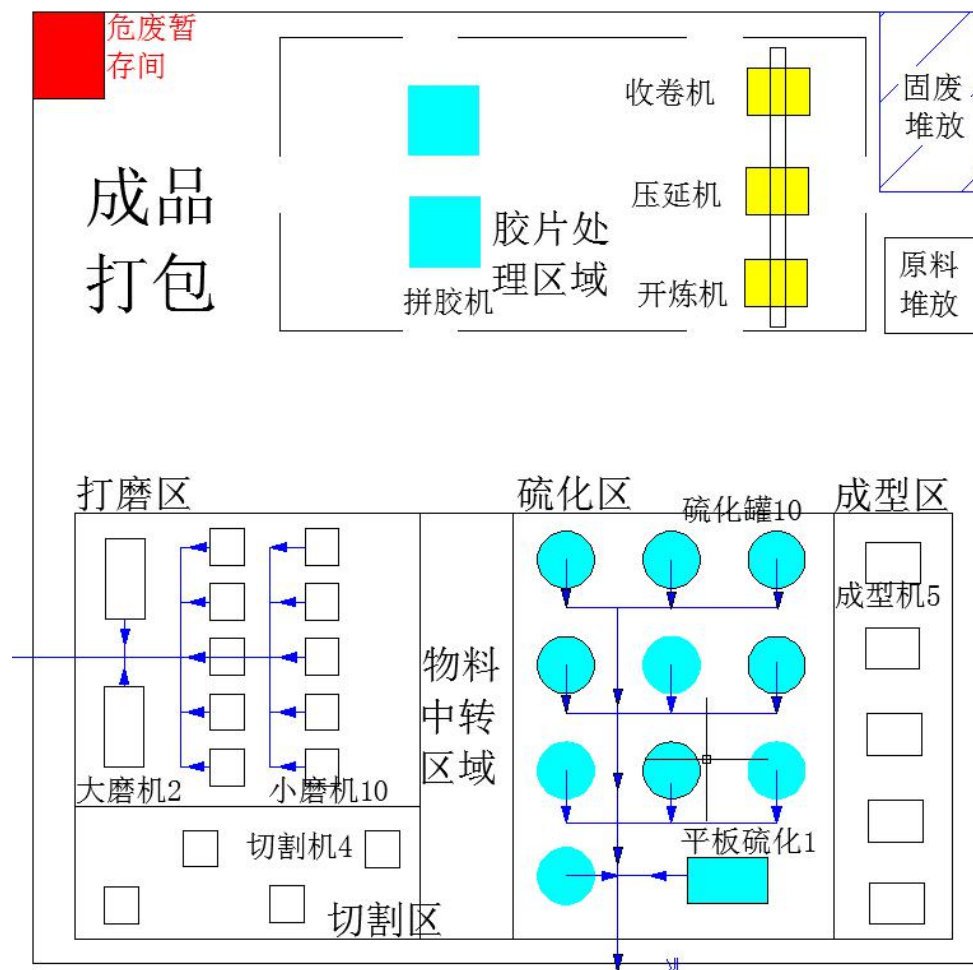 危废暂
存间
收卷机
固废
堆放
成品
打包
压延机
胶片处
理区域
拼胶机
开炼机
原料
堆放
打磨区
硫化区
成型区
硫化罐10
成型机5
物料
中转
区域
大磨机2
小磨机10
切割机4
平板硫化1
切割区